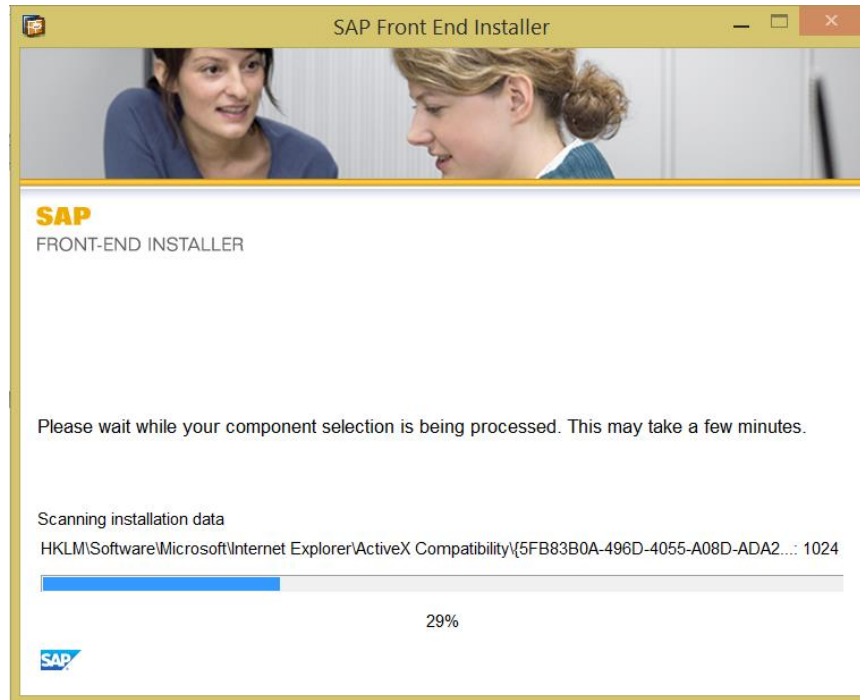 SAP Front End Installer
SAP
FRONT-END INSTALLER
Please wait while your component selection is being processed. This may take a few minutes.
Scanning installation data
HKLM\Software\Microsoft\Internet Explorer\ActiveX Compatibility\{5FB83B0A-496D-4055-A08D-ADA2...: 1024
29%
SAP